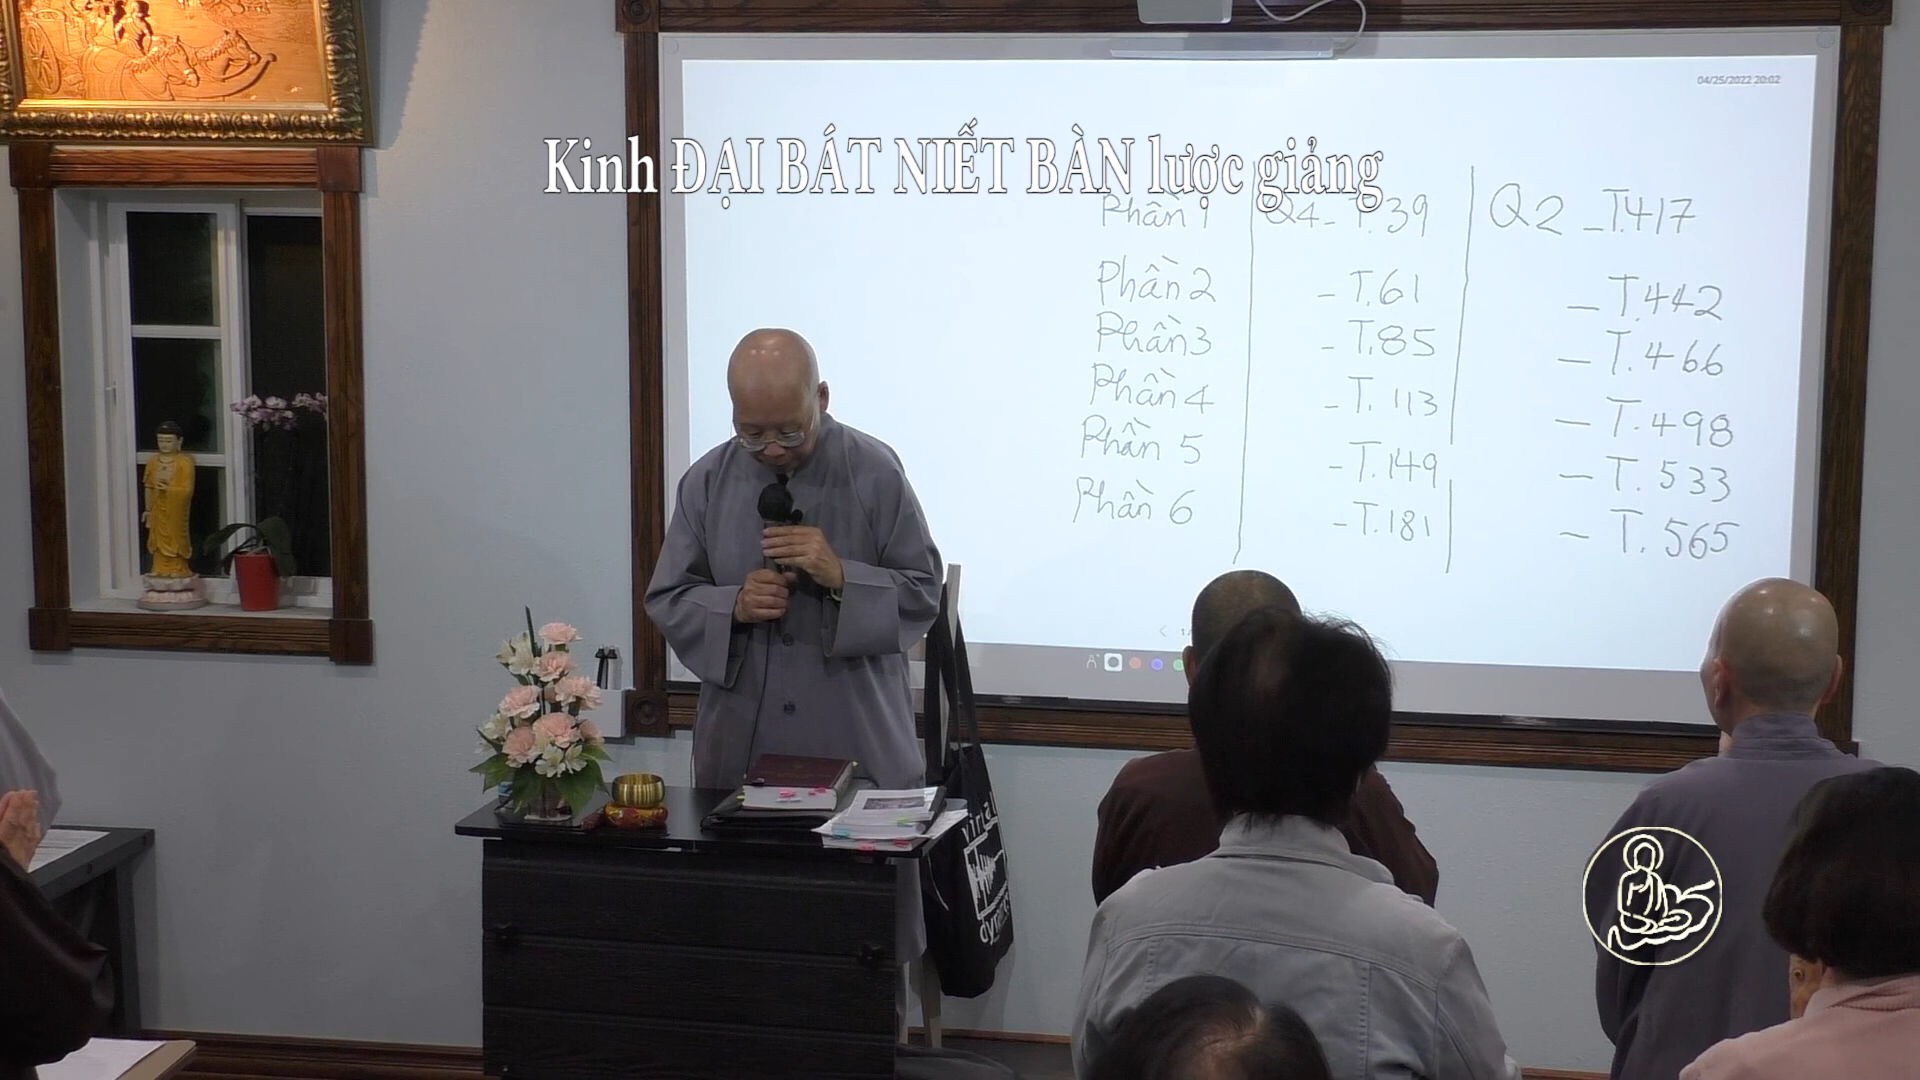 04/25/2022 20:02
Kinh ĐẠI BÁT NIẾT BÀN lược giảng
Phần 1 Q4 - T.39 Q2 - T.417
Phần 2 - T.61 - T.442
Phần 3 - T.85 - T.466
Phần 4 - T.113 - T.498
Phần 5 - T.149 - T.533
Phần 6 - T.181 - T.565